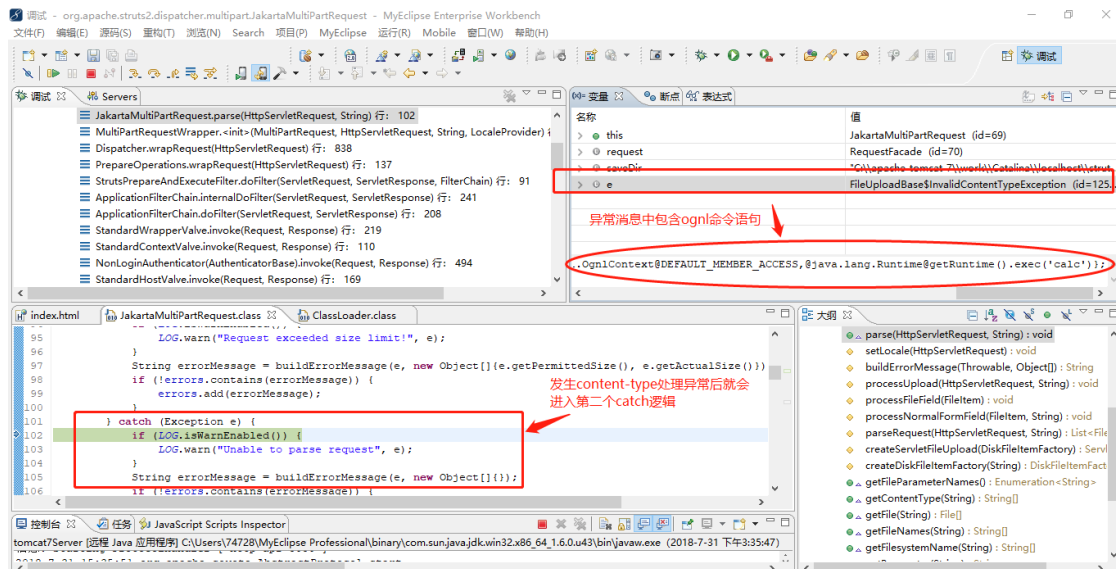 调试 - org.apache.struts2.dispatcher.multipart.JakartaMultiPartRequest - MyEclipse Enterprise Workbench
文件(F) 编辑(E) 源码(S) 重构(T) 浏览(N) Search 项目(P) MyEclipse 运行(R) Mobile 窗口(W) 帮助(H)
调试
调试 Servers
JakartaMultiPartRequest.parse(HttpServletRequest, String) 行: 102
MultiPartRequestWrapper.<init>(MultiPartRequest, HttpServletRequest, String, LocaleProvider) 行
Dispatcher.wrapRequest(HttpServletRequest) 行: 838
PrepareOperations.wrapRequest(HttpServletRequest) 行: 137
StrutsPrepareAndExecuteFilter.doFilter(ServletRequest, ServletResponse, FilterChain) 行: 91
ApplicationFilterChain.internalDoFilter(ServletRequest, ServletResponse) 行: 241
ApplicationFilterChain.doFilter(ServletRequest, ServletResponse) 行: 208
StandardWrapperValve.invoke(Request, Response) 行: 219
StandardContextValve.invoke(Request, Response) 行: 110
NonLoginAuthenticator(AuthenticatorBase).invoke(Request, Response) 行: 494
StandardHostValve.invoke(Request, Response) 行: 169
变量 断点 表达式
名称 值
this JakartaMultiPartRequest (id=69)
request RequestFacade (id=70)
saveDir "C:\\apache-tomcat-7\\work\\Catalina\\localhost\\strut
e FileUploadBase$InvalidContentTypeException (id=125..
异常消息中包含ognl命令语句
.OgnlContext@DEFAULT_MEMBER_ACCESS,@java.lang.Runtime@getRuntime().exec('calc')};
index.html JakartaMultiPartRequest.class ClassLoader.class
95 LOG.warn("Request exceeded size limit!", e);
96 }
97 String errorMessage = buildErrorMessage(e, new Object[]{e.getPermittedSize(), e.getActualSize()})
98 if (!errors.contains(errorMessage)) {
99 errors.add(errorMessage);
100 }
101 } catch (Exception e) {
102 if (LOG.isWarnEnabled()) {
103 LOG.warn("Unable to parse request", e);
104 }
105 String errorMessage = buildErrorMessage(e, new Object[]{});
106 if (!errors.contains(errorMessage)) {
发生content-type处理异常后就会
进入第二个catch逻辑
大纲
parse(HttpServletRequest, String) : void
setLocale(HttpServletRequest) : void
buildErrorMessage(Throwable, Object[]) : String
processUpload(HttpServletRequest, String) : void
processFileField(FileItem) : void
processNormalFormField(FileItem, String) : void
parseRequest(HttpServletRequest, String) : List<File
createServletFileUpload(DiskFileItemFactory) : Servl
createDiskFileItemFactory(String) : DiskFileItemFact
getFileParameterNames() : Enumeration<String>
getContentType(String) : String[]
getFile(String) : File[]
getFileNames(String) : String[]
getFilesystemName(String) : String[]
控制台 任务 JavaScript Scripts Inspector
tomcat7Server [远程 Java 应用程序] C:\Users\74728\MyEclipse Professional\binary\com.sun.java.jdk.win32.x86_64_1.6.0.u43\bin\javaw.exe (2018-7-31 下午3:35:47)